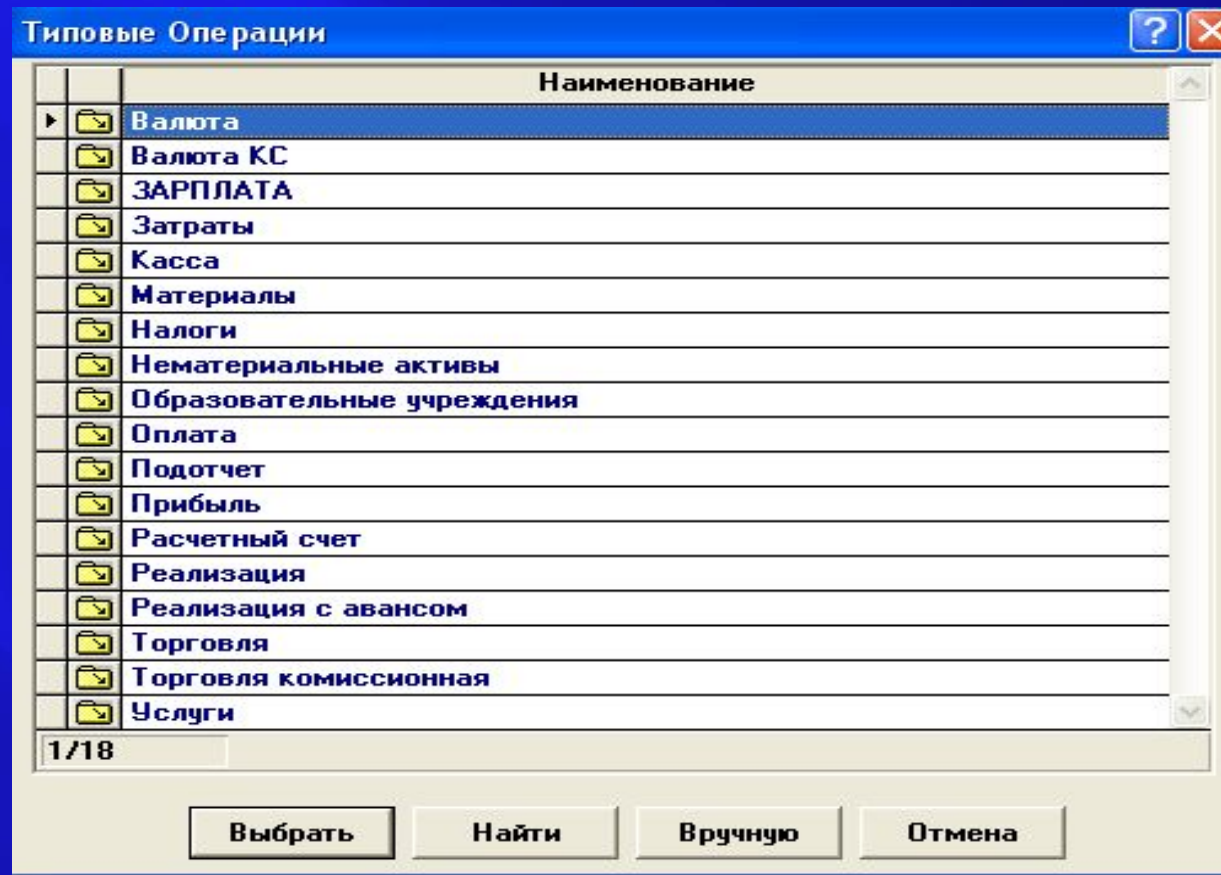 Типовые Операции
Наименование
Валюта
Валюта КС
ЗАРПЛАТА
Затраты
Касса
Материалы
Налоги
Нематериальные активы
Образовательные учреждения
Оплата
Подотчет
Прибыль
Расчетный счет
Реализация
Реализация с авансом
Торговля
Торговля комиссионная
Услуги
1/18
Выбрать Найти Вручную Отмена